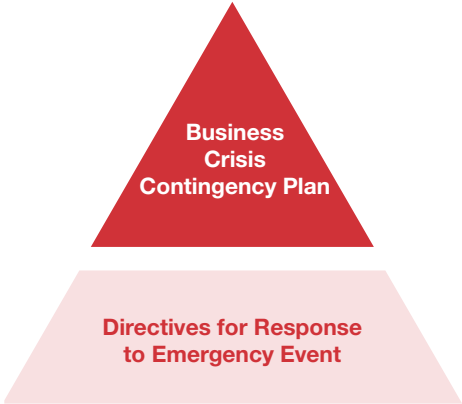 Business
Crisis
Contingency Plan
Directives for Response
to Emergency Event